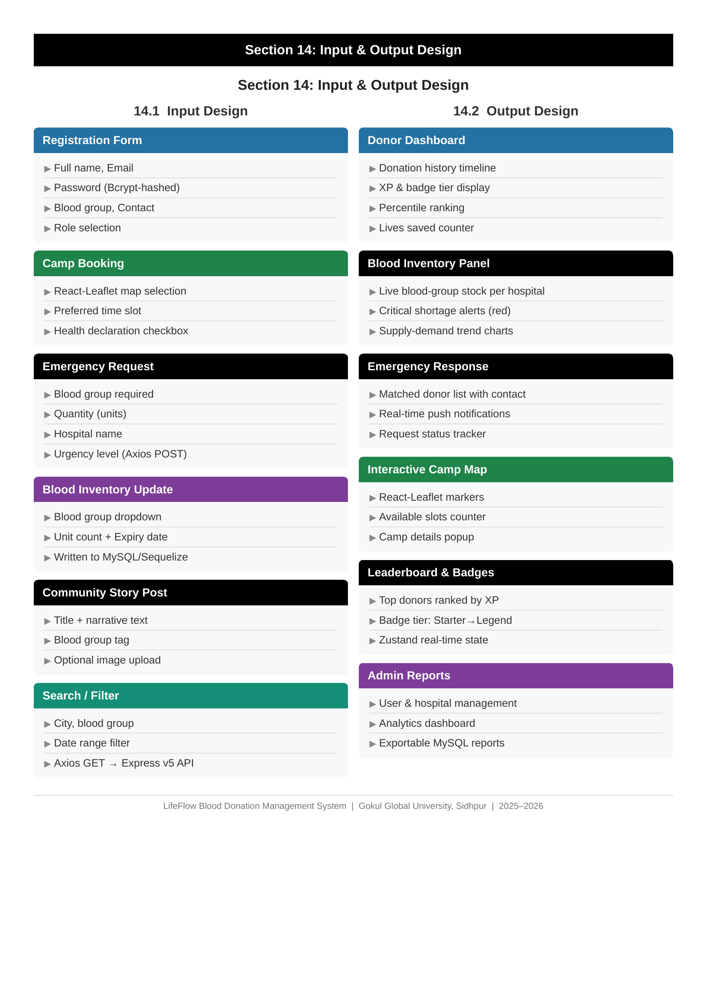 Section 14: Input & Output Design
Section 14: Input & Output Design
14.1 Input Design
Registration Form
▶ Full name, Email
▶ Password (Bcrypt-hashed)
▶ Blood group, Contact
▶ Role selection
Camp Booking
▶ React-Leaflet map selection
▶ Preferred time slot
▶ Health declaration checkbox
Emergency Request
▶ Blood group required
▶ Quantity (units)
▶ Hospital name
▶ Urgency level (Axios POST)
Blood Inventory Update
▶ Blood group dropdown
▶ Unit count + Expiry date
▶ Written to MySQL/Sequelize
Community Story Post
▶ Title + narrative text
▶ Blood group tag
▶ Optional image upload
Search / Filter
▶ City, blood group
▶ Date range filter
▶ Axios GET → Express v5 API
14.2 Output Design
Donor Dashboard
▶ Donation history timeline
▶ XP & badge tier display
▶ Percentile ranking
▶ Lives saved counter
Blood Inventory Panel
▶ Live blood-group stock per hospital
▶ Critical shortage alerts (red)
▶ Supply-demand trend charts
Emergency Response
▶ Matched donor list with contact
▶ Real-time push notifications
▶ Request status tracker
Interactive Camp Map
▶ React-Leaflet markers
▶ Available slots counter
▶ Camp details popup
Leaderboard & Badges
▶ Top donors ranked by XP
▶ Badge tier: Starter→Legend
▶ Zustand real-time state
Admin Reports
▶ User & hospital management
▶ Analytics dashboard
▶ Exportable MySQL reports
LifeFlow Blood Donation Management System | Gokul Global University, Sidhpur | 2025–2026